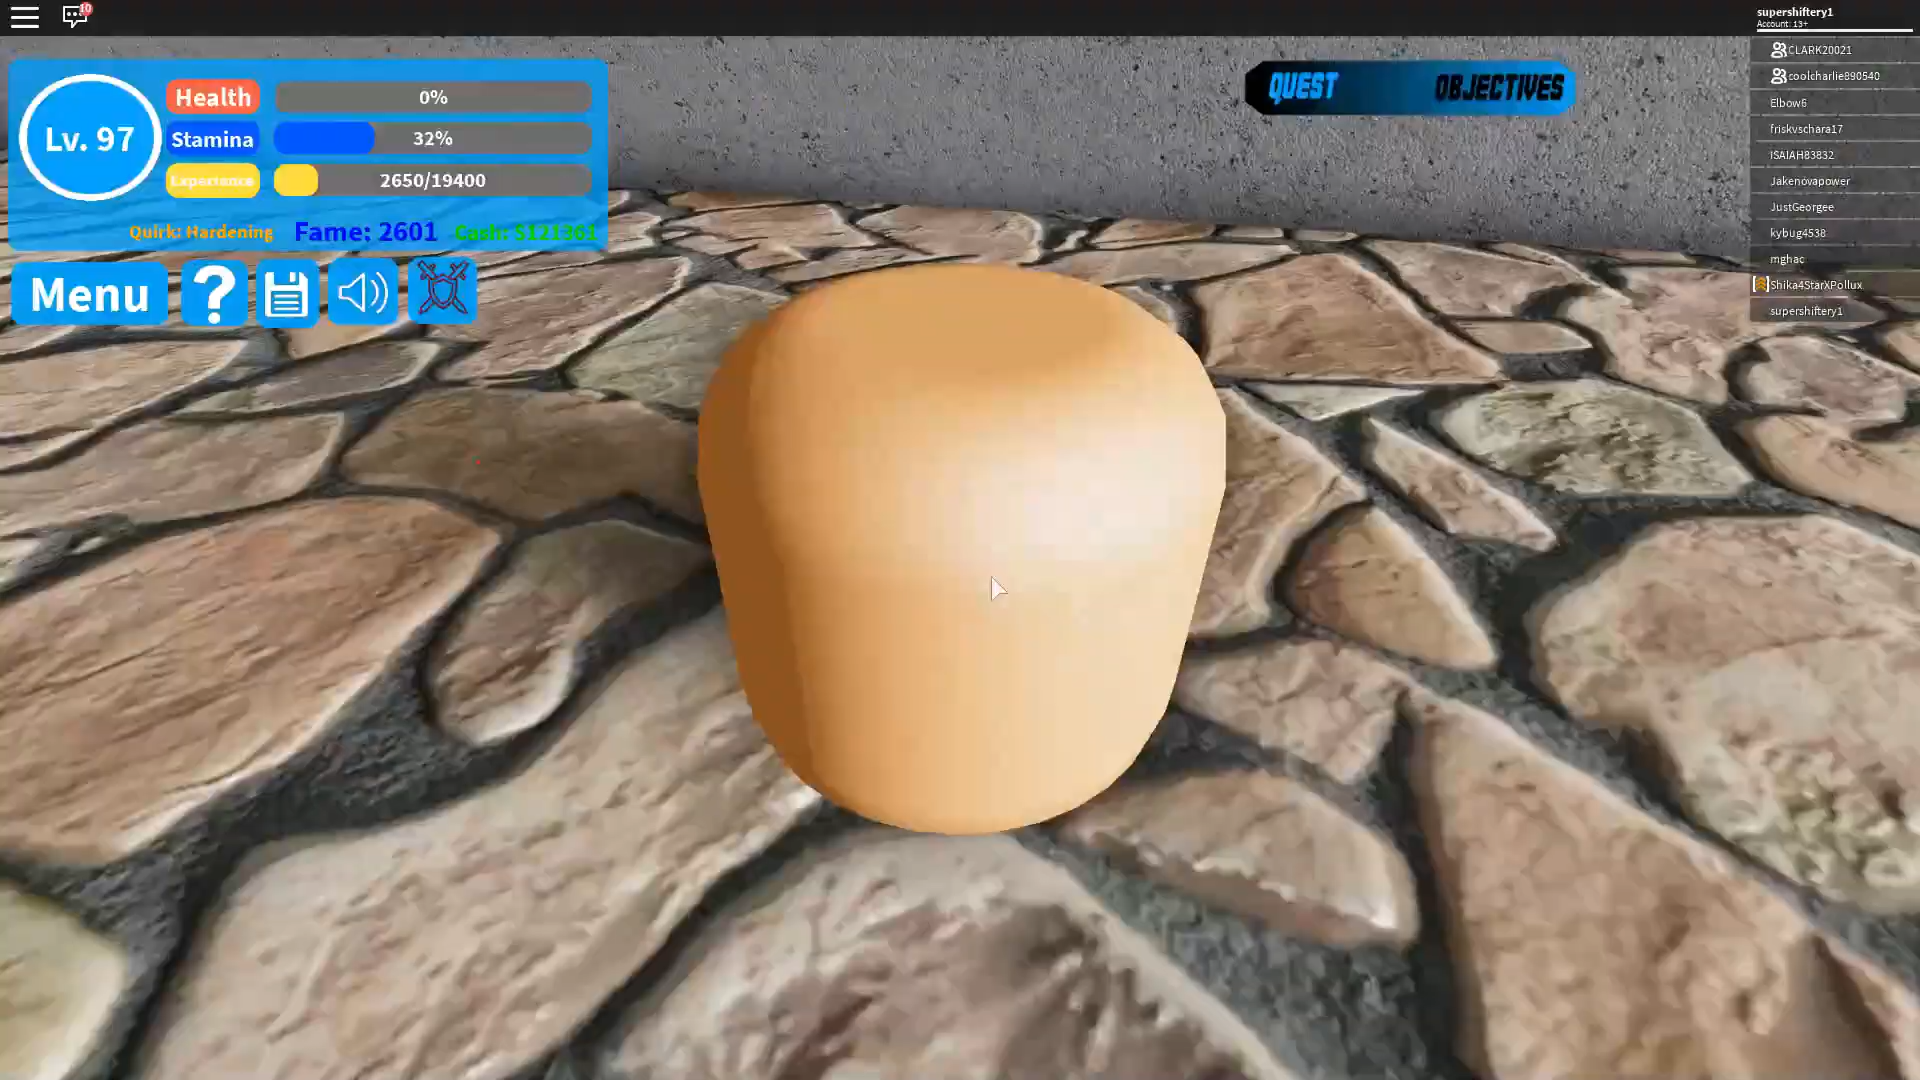 10
supershiftery1
Account: 13+
CLARK20021
coolcharlie890540
Elbow6
friskvschara17
ISAIAH83832
Jakenovapower
JustGeorgee
kybug4538
mghac
Shika4StarXPollux
supershiftery1
Lv. 97
Health 0%
Stamina 32%
Experience 2650/19400
Quirk: Hardening Fame: 2601 Cash: $121361
Menu ?
QUEST OBJECTIVES